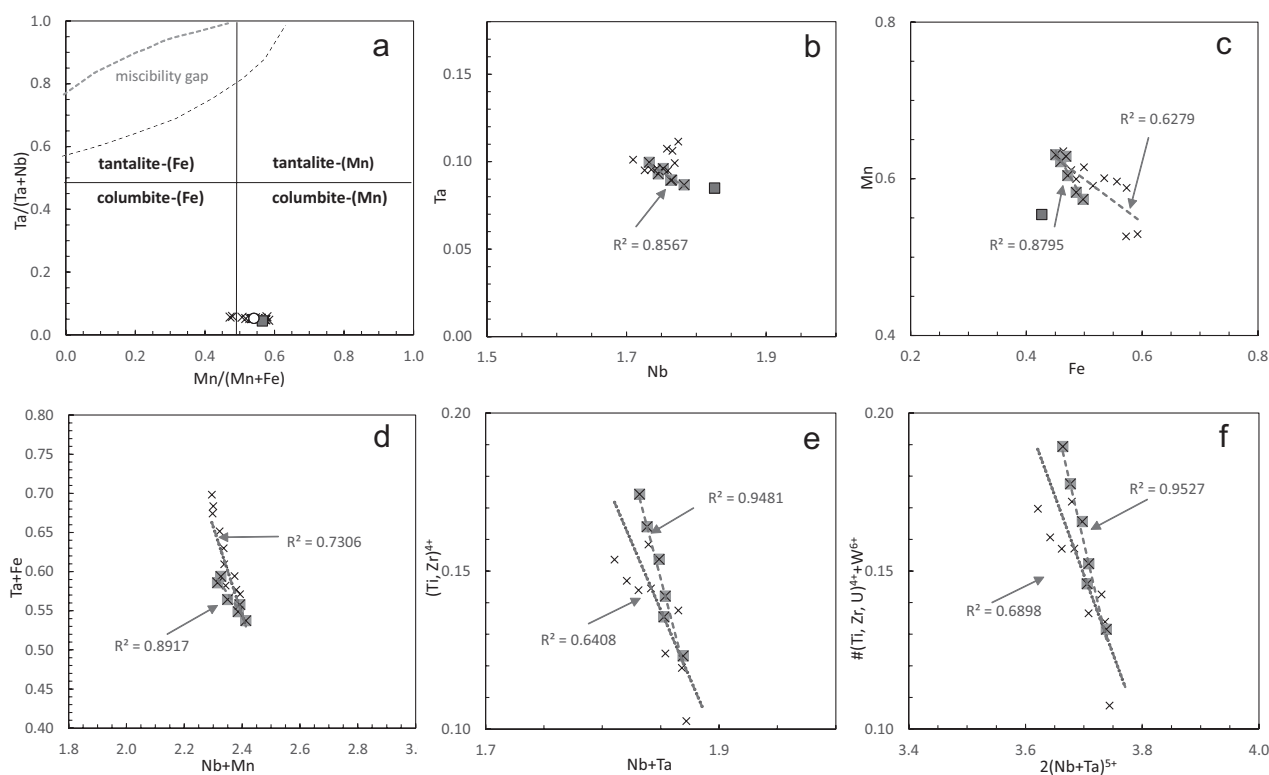 a
1.0
0.8
0.6
0.4
0.2
0.0
miscibility gap
tantalite-(Fe)
tantalite-(Mn)
columbite-(Fe)
columbite-(Mn)
Ta/(Ta+Nb)
0.0 0.2 0.4 0.6 0.8 1.0
Mn/(Mn+Fe)
b
0.15
0.10
0.05
0.00
Ta
R² = 0.8567
1.5 1.7 1.9
Nb
c
0.8
0.6
0.4
Mn
R² = 0.6279
R² = 0.8795
0.2 0.4 0.6 0.8
Fe
d
0.80
0.75
0.70
0.65
0.60
0.55
0.50
0.45
0.40
Ta+Fe
R² = 0.7306
R² = 0.8917
1.8 2.0 2.2 2.4 2.6 2.8 3.
Nb+Mn
e
0.20
0.15
0.10
(Ti, Zr)⁴⁺
R² = 0.9481
R² = 0.6408
1.7 1.9
Nb+Ta
f
0.20
0.15
0.10
#(Ti, Zr, U)⁴⁺+W⁶⁺
R² = 0.9527
R² = 0.6898
3.4 3.6 3.8 4.0
2(Nb+Ta)⁵⁺